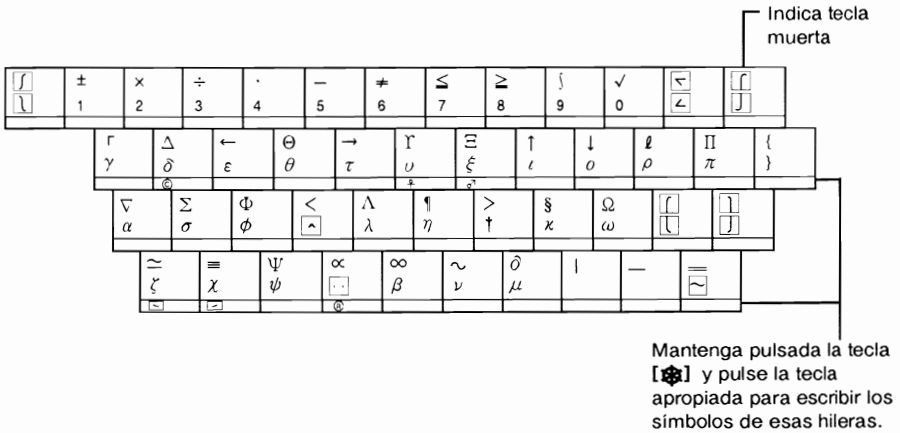 Indica tecla
muerta
± × ÷ · − ≠ ≤ ≥ ∫ √
1 2 3 4 5 6 7 8 9 0
Γ Δ ← Θ → Υ Ξ ↑ ↓ ℓ Π {
γ δ ε θ τ υ ξ ι ο ρ π }
© ♀ ♂
∇ Σ Φ < Λ ¶ > § Ω
α σ φ ^ λ η † κ ω
≃ ≡ Ψ ∝ ∞ ~ ∂ | — =
ζ χ ψ ·· β ν μ ~
@
Mantenga pulsada la tecla
[❄] y pulse la tecla
apropiada para escribir los
símbolos de esas hileras.